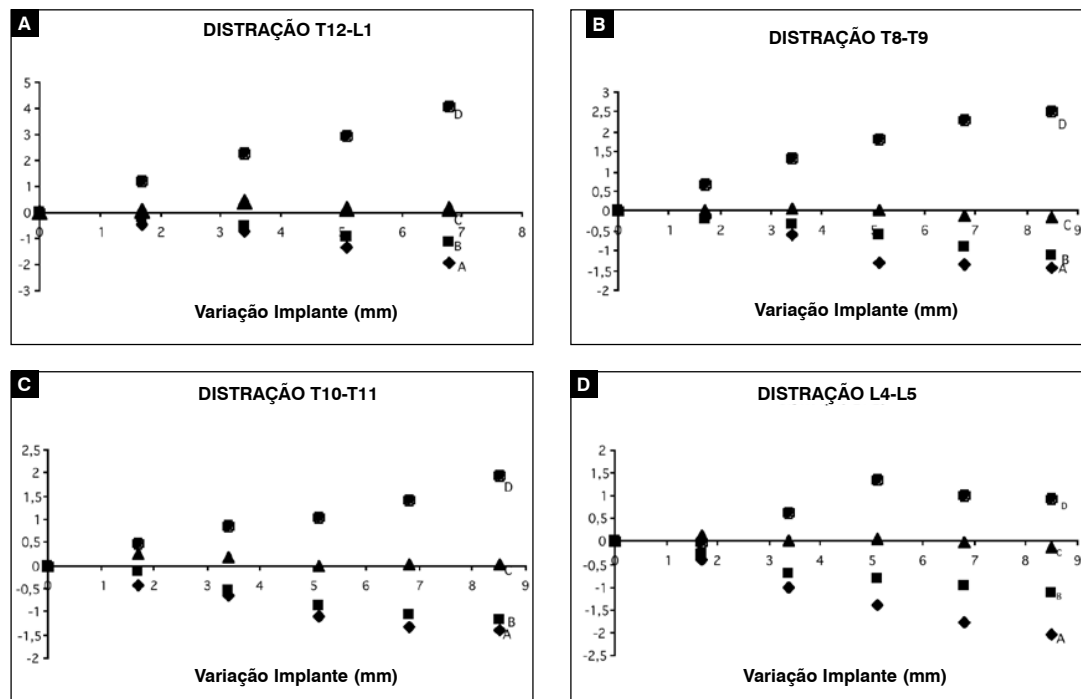 A
DISTRAÇÃO T12-L1
5
4
3
2
1
0
-1
-2
-3
0 1 2 3 4 5 6 7 8
D
C
B
A
Variação Implante (mm)
B
DISTRAÇÃO T8-T9
3
2,5
2
1,5
1
0,5
0
-0,5
-1
-1,5
-2
0 1 2 3 4 5 6 7 8 9
D
C
B
A
Variação Implante (mm)
C
DISTRAÇÃO T10-T11
2,5
2
1,5
1
0,5
0
-0,5
-1
-1,5
-2
0 1 2 3 4 5 6 7 8 9
D
C
B
A
Variação Implante (mm)
D
DISTRAÇÃO L4-L5
2
1,5
1
0,5
0
-0,5
-1
-1,5
-2
-2,5
0 1 2 3 4 5 6 7 8 9
D
C
B
A
Variação Implante (mm)